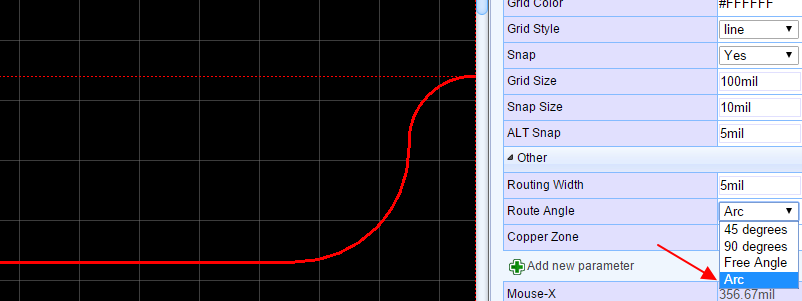 Grid Color #FFFFFF
Grid Style line
Snap Yes
Grid Size 100mil
Snap Size 10mil
ALT Snap 5mil
Other
Routing Width 5mil
Route Angle Arc
45 degrees
Copper Zone
90 degrees
Free Angle
Add new parameter
Arc
Mouse-X 356.67mil